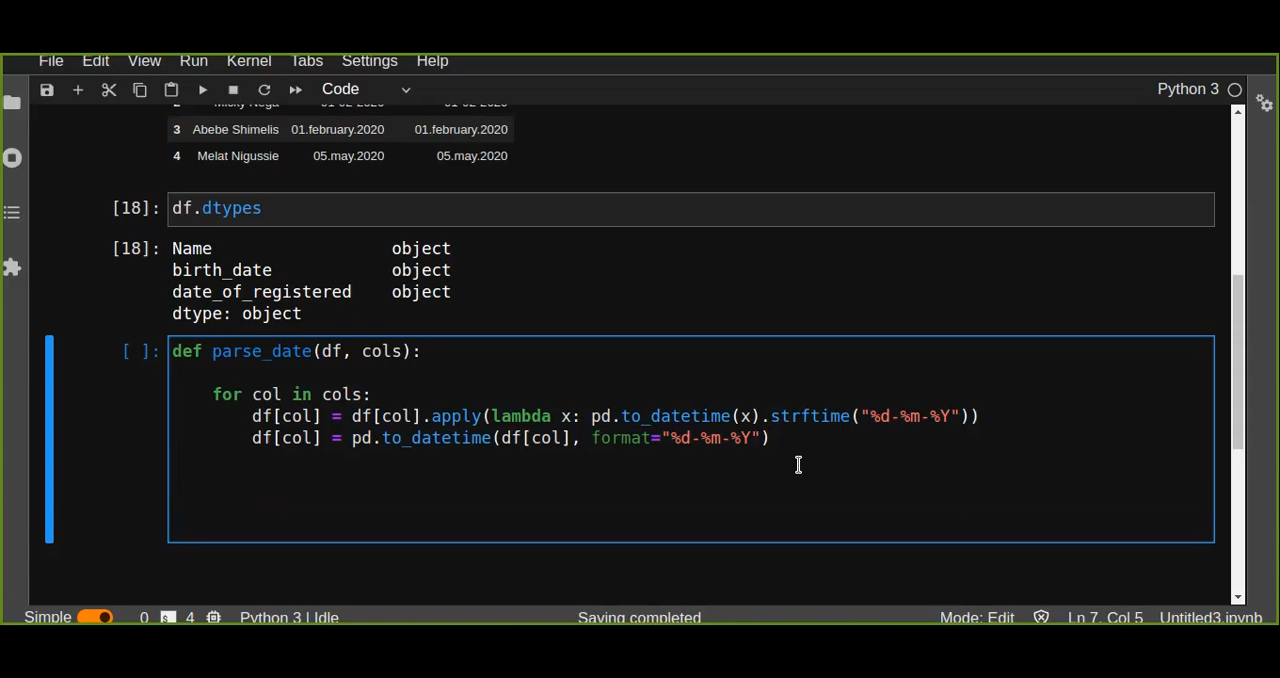 File Edit View Run Kernel Tabs Settings Help
Code Python 3
3 Abebe Shimelis 01.february.2020 01.february.2020
4 Melat Nigussie 05.may.2020 05.may.2020
[18]: df.dtypes
[18]: Name object
birth_date object
date_of_registered object
dtype: object
[ ]: def parse_date(df, cols):
for col in cols:
df[col] = df[col].apply(lambda x: pd.to_datetime(x).strftime("%d-%m-%Y"))
df[col] = pd.to_datetime(df[col], format="%d-%m-%Y")
Simple 0 $ 4 Python 3 | Idle Saving completed Mode: Edit Ln 7, Col 5 Untitled3.ipynb